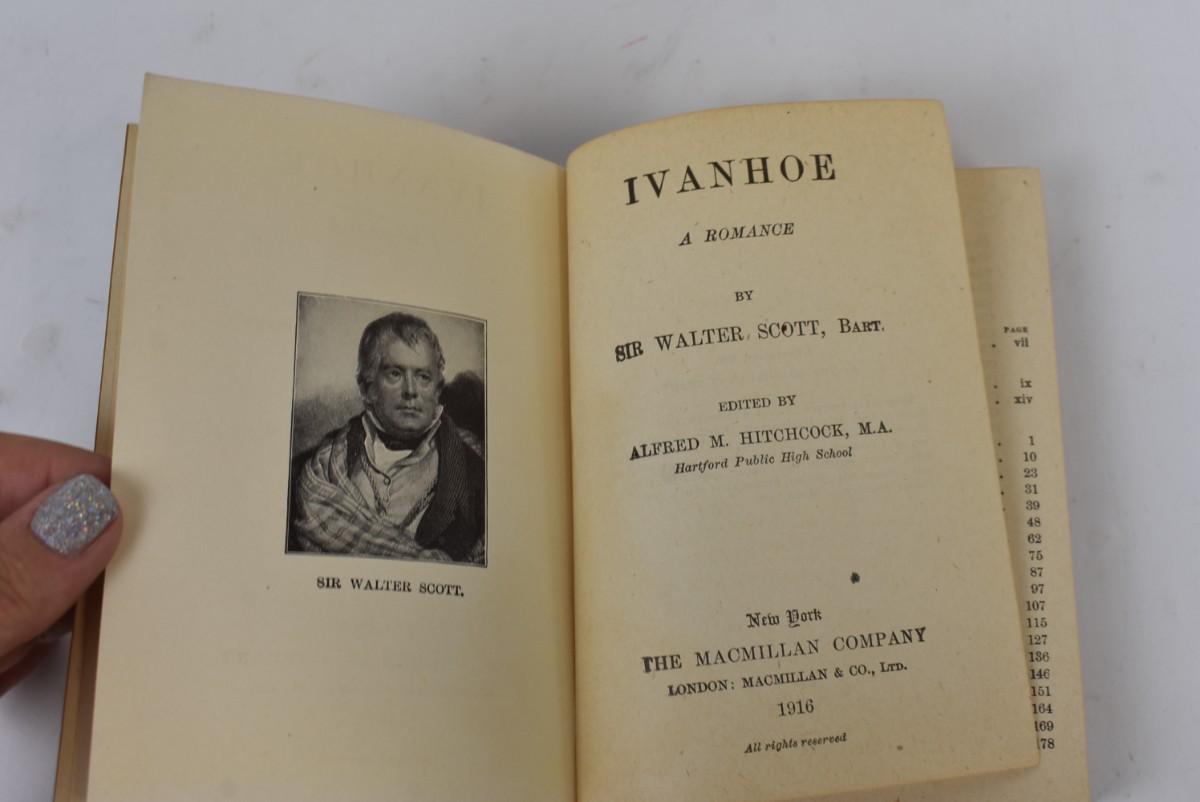 SIR WALTER SCOTT.
IVANHOE
A ROMANCE
BY
SIR WALTER SCOTT, BART.
EDITED BY
ALFRED M. HITCHCOCK, M.A.
Hartford Public High School
New York
THE MACMILLAN COMPANY
LONDON: MACMILLAN & CO., LTD.
1916
All rights reserved
PAGE
. vii
. ix
. xiv
. 1
. 10
. 23
. 31
. 39
48
62
75
87
97
107
115
127
136
146
151
164
169
178